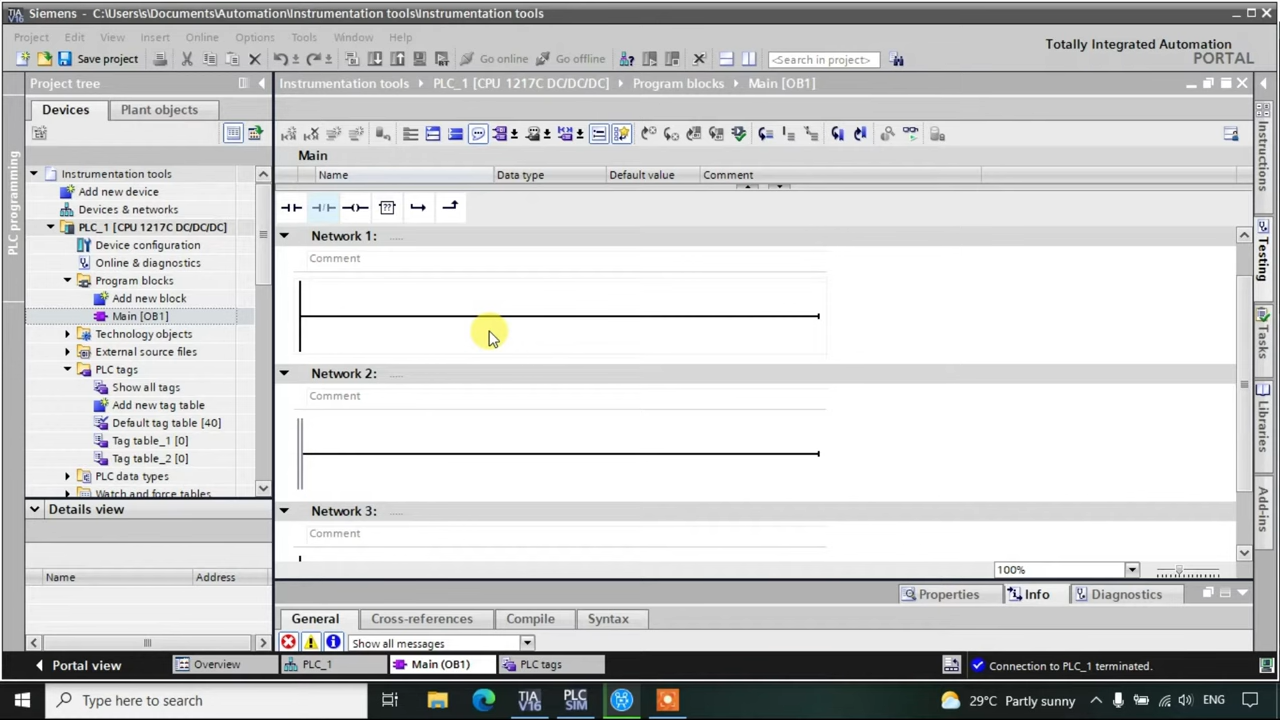 Siemens - C:\Users\s\Documents\Automation\Instrumentation tools\Instrumentation tools
Project Edit View Insert Online Options Tools Window Help
Totally Integrated Automation
PORTAL
Save project
Go online
Go offline
<Search in project>
Project tree
Instrumentation tools PLC_1 [CPU 1217C DC/DC/DC] Program blocks Main [OB1]
Devices
Plant objects
PLC programming
Main
Name Data type Default value Comment
Instrumentation tools
Add new device
Devices & networks
PLC_1 [CPU 1217C DC/DC/DC]
Device configuration
Online & diagnostics
Program blocks
Add new block
Main [OB1]
Technology objects
External source files
PLC tags
Show all tags
Add new tag table
Default tag table [40]
Tag table_1 [0]
Tag table_2 [0]
PLC data types
Watch and force tables
Details view
Name Address
??
Network 1: .....
Comment
Network 2: .....
Comment
Network 3: .....
Comment
100%
Properties
Info
Diagnostics
General
Cross-references
Compile
Syntax
Show all messages
Instructions
Testing
Tasks
Libraries
Add-ins
Portal view
Overview
PLC_1
Main (OB1)
PLC tags
Connection to PLC_1 terminated.
Type here to search
TIA
V16
PLC
SIM
29°C Partly sunny
ENG